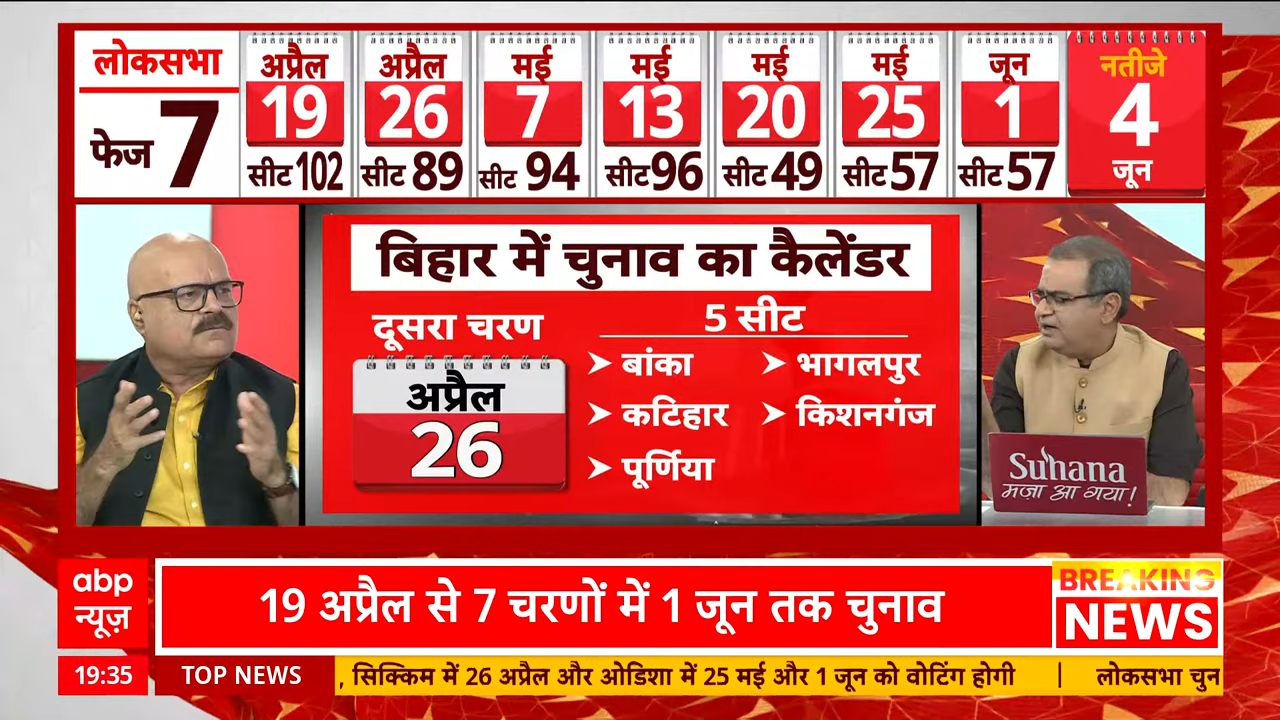 लोकसभा
फेज 7
अप्रैल
19
सीट 102
अप्रैल
26
सीट 89
मई
7
सीट 94
मई
13
सीट 96
मई
20
सीट 49
मई
25
सीट 57
जून
1
सीट 57
नतीजे
4
जून
बिहार में चुनाव का कैलेंडर
दूसरा चरण
अप्रैल
26
5 सीट
बांका
भागलपुर
कटिहार
किशनगंज
पूर्णिया
Suhana
मज़ा आ गया!
abp
न्यूज़
19 अप्रैल से 7 चरणों में 1 जून तक चुनाव
BREAKING
NEWS
19:35
TOP NEWS
, सिक्किम में 26 अप्रैल और ओडिशा में 25 मई और 1 जून को वोटिंग होगी | लोकसभा चुन